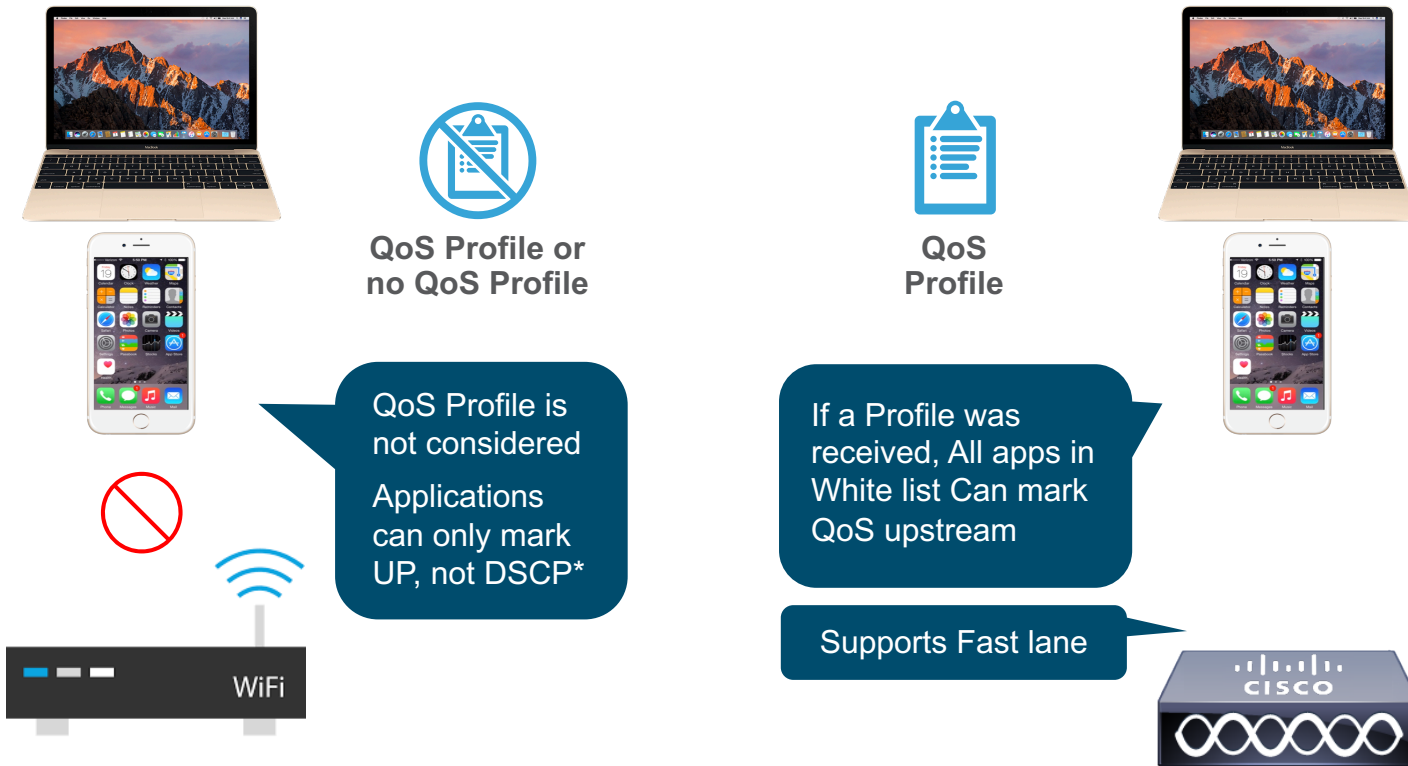 QoS Profile or
no QoS Profile
QoS Profile is
not considered
Applications
can only mark
UP, not DSCP*
WiFi
QoS
Profile
If a Profile was
received, All apps in
White list Can mark
QoS upstream
Supports Fast lane
CISCO